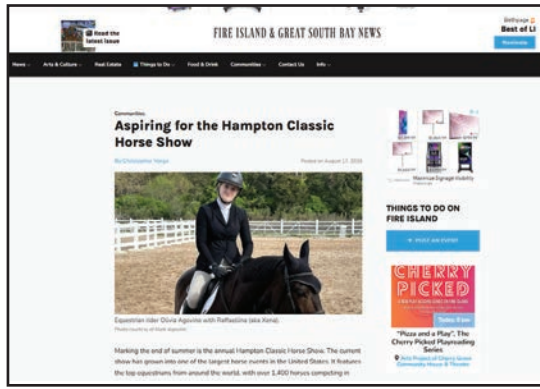 Read the
latest issue
FIRE ISLAND & GREAT SOUTH BAY NEWS
Bethpage
Best of LI
News
Arts & Culture
Real Estate
Things to Do
Food & Drink
Communities
Contact Us
Info
Communities
Aspiring for the Hampton Classic
Horse Show
By Christopher
Posted on August 17,
Equestrian rider Olivia Agovino with Raffaellina (aka Xena).
Photo courtesy of
Marking the end of summer is the annual Hampton Classic Horse Show. The current
show has grown into one of the largest horse events in the United States. It features
the top equestrians from around the world, with over 1,400 horses competing in
Maximise Signage Visibility
THINGS TO DO ON
FIRE ISLAND
+ POST AN EVENT
CHERRY
PICKED
"Pizza and a Play", The
Cherry Picked Playreading
Series
Arts Project of Cherry Grove
Community House & Theater